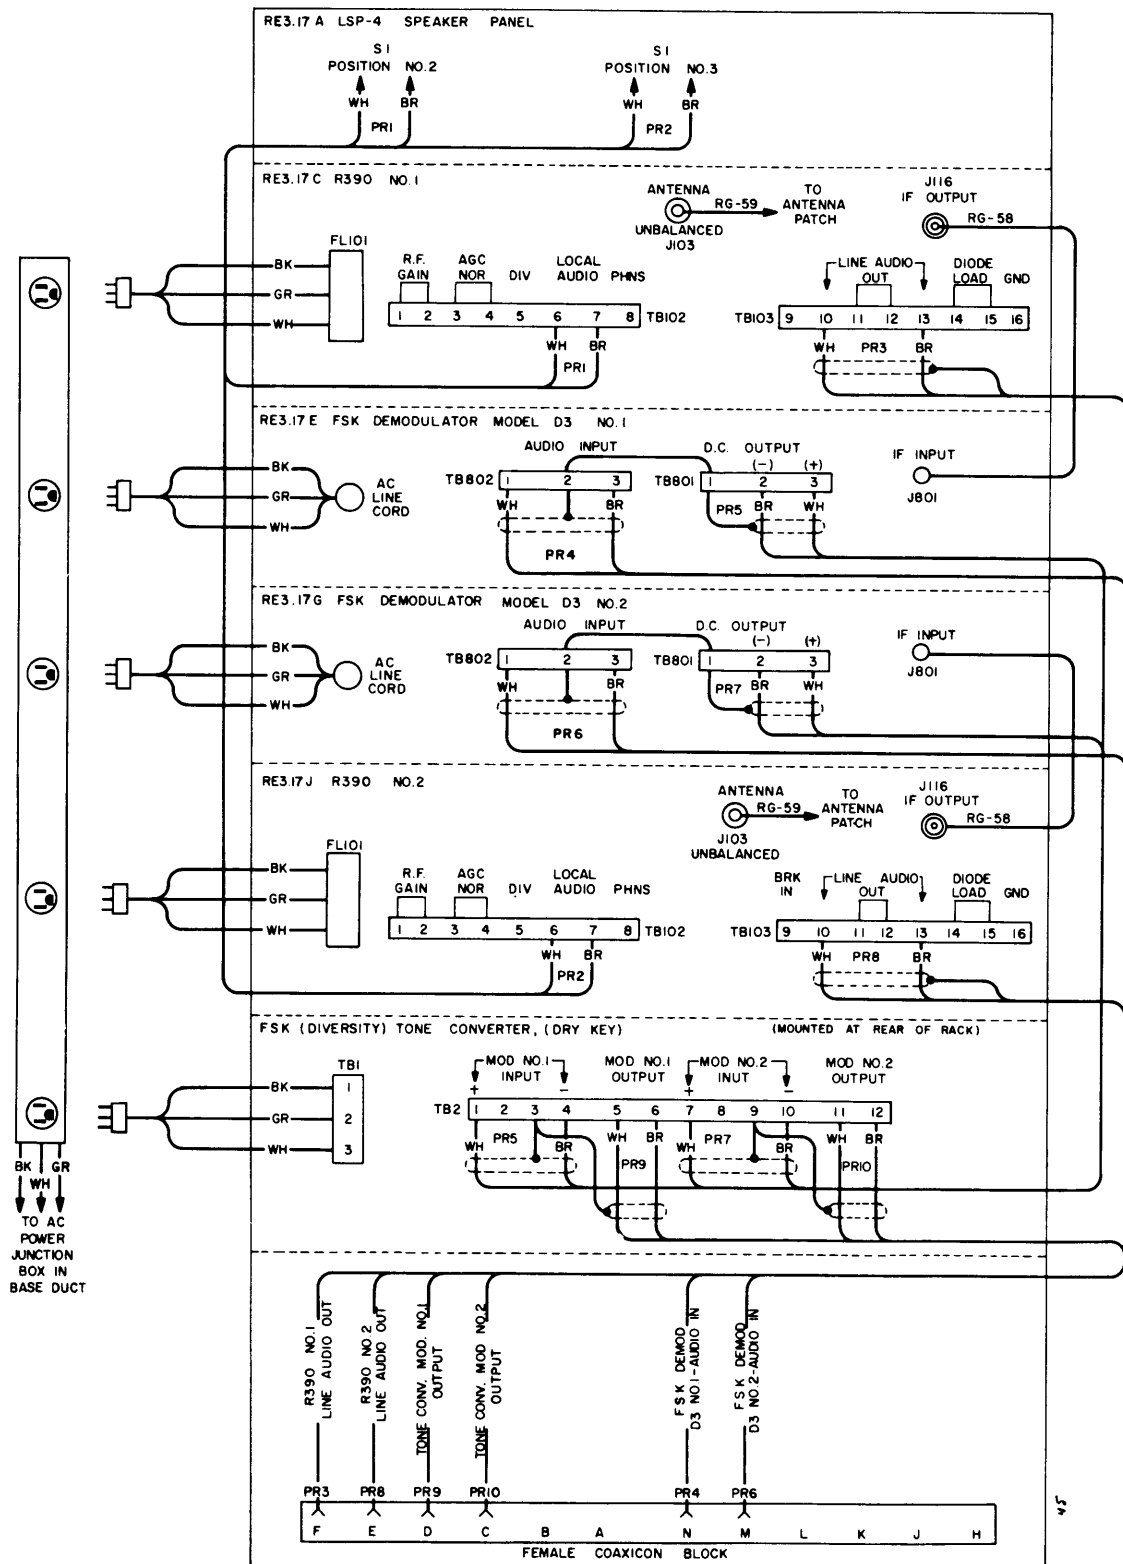 RE3.17 A LSP-4 SPEAKER PANEL
S1 POSITION NO.2
S1 POSITION NO.3
WH BR WH BR
PR1 PR2
RE3.17 C R390 NO.1
ANTENNA
RG-59
UNBALANCED
J103
TO ANTENNA PATCH
J116
IF OUTPUT
RG-58
FL101
BK
GR
WH
R.F. GAIN
AGC NOR
DIV
LOCAL AUDIO
PHNS
1 2 3 4 5 6 7 8 TB102
WH BR
PR1
LINE AUDIO OUT
DIODE LOAD
GND
TB103 9 10 11 12 13 14 15 16
WH PR3 BR
RE3.17 E FSK DEMODULATOR MODEL D3 NO.1
BK
GR
WH
AC LINE CORD
AUDIO INPUT
TB802 1 2 3
WH BR
PR4
D.C. OUTPUT
(-) (+)
TB801 1 2 3
PR5 BR WH
IF INPUT
J801
RE3.17G FSK DEMODULATOR MODEL D3 NO.2
BK
GR
WH
AC LINE CORD
AUDIO INPUT
TB802 1 2 3
WH BR
PR6
D.C. OUTPUT
(-) (+)
TB801 1 2 3
PR7 BR WH
IF INPUT
J801
RE3.17J R390 NO.2
ANTENNA
RG-59
J103
UNBALANCED
TO ANTENNA PATCH
J116
IF OUTPUT
RG-58
FL101
BK
GR
WH
R.F. GAIN
AGC NOR
DIV
LOCAL AUDIO
PHNS
1 2 3 4 5 6 7 8 TB102
WH BR
PR2
BRK IN
LINE AUDIO OUT
DIODE LOAD
GND
TB103 9 10 11 12 13 14 15 16
WH PR8 BR
FSK (DIVERSITY) TONE CONVERTER, (DRY KEY)
(MOUNTED AT REAR OF RACK)
TB1
BK 1
GR 2
WH 3
MOD NO.1 INPUT
MOD NO.1 OUTPUT
MOD NO.2 INUT
MOD NO.2 OUTPUT
+ - + -
TB2 1 2 3 4 5 6 7 8 9 10 11 12
WH PR5 BR WH BR WH PR7 BR WH BR
PR9 PR10
BK WH GR
TO AC
POWER
JUNCTION
BOX IN
BASE DUCT
R390 NO.1
LINE AUDIO OUT
R390 NO.2
LINE AUDIO OUT
TONE CONV. MOD. NO.1
OUTPUT
TONE CONV. MOD NO.2
OUTPUT
FSK DEMOD
D3 NO.1-AUDIO IN
FSK DEMOD
D3 NO.2-AUDIO IN
PR3 PR8 PR9 PR10 PR4 PR6
F E D C B A N M L K J H
FEMALE COAXICON BLOCK
45